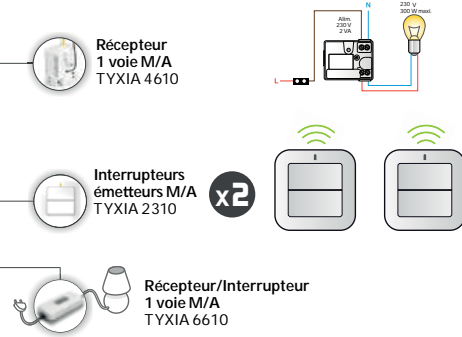 Récepteur
1 voie M/A
TYXIA 4610
Alim.
230 V
2 VA
L
N
230 V
300 W maxi.
Interrupteurs
émetteurs M/A
TYXIA 2310
x2
Récepteur/Interrupteur
1 voie M/A
TYXIA 6610